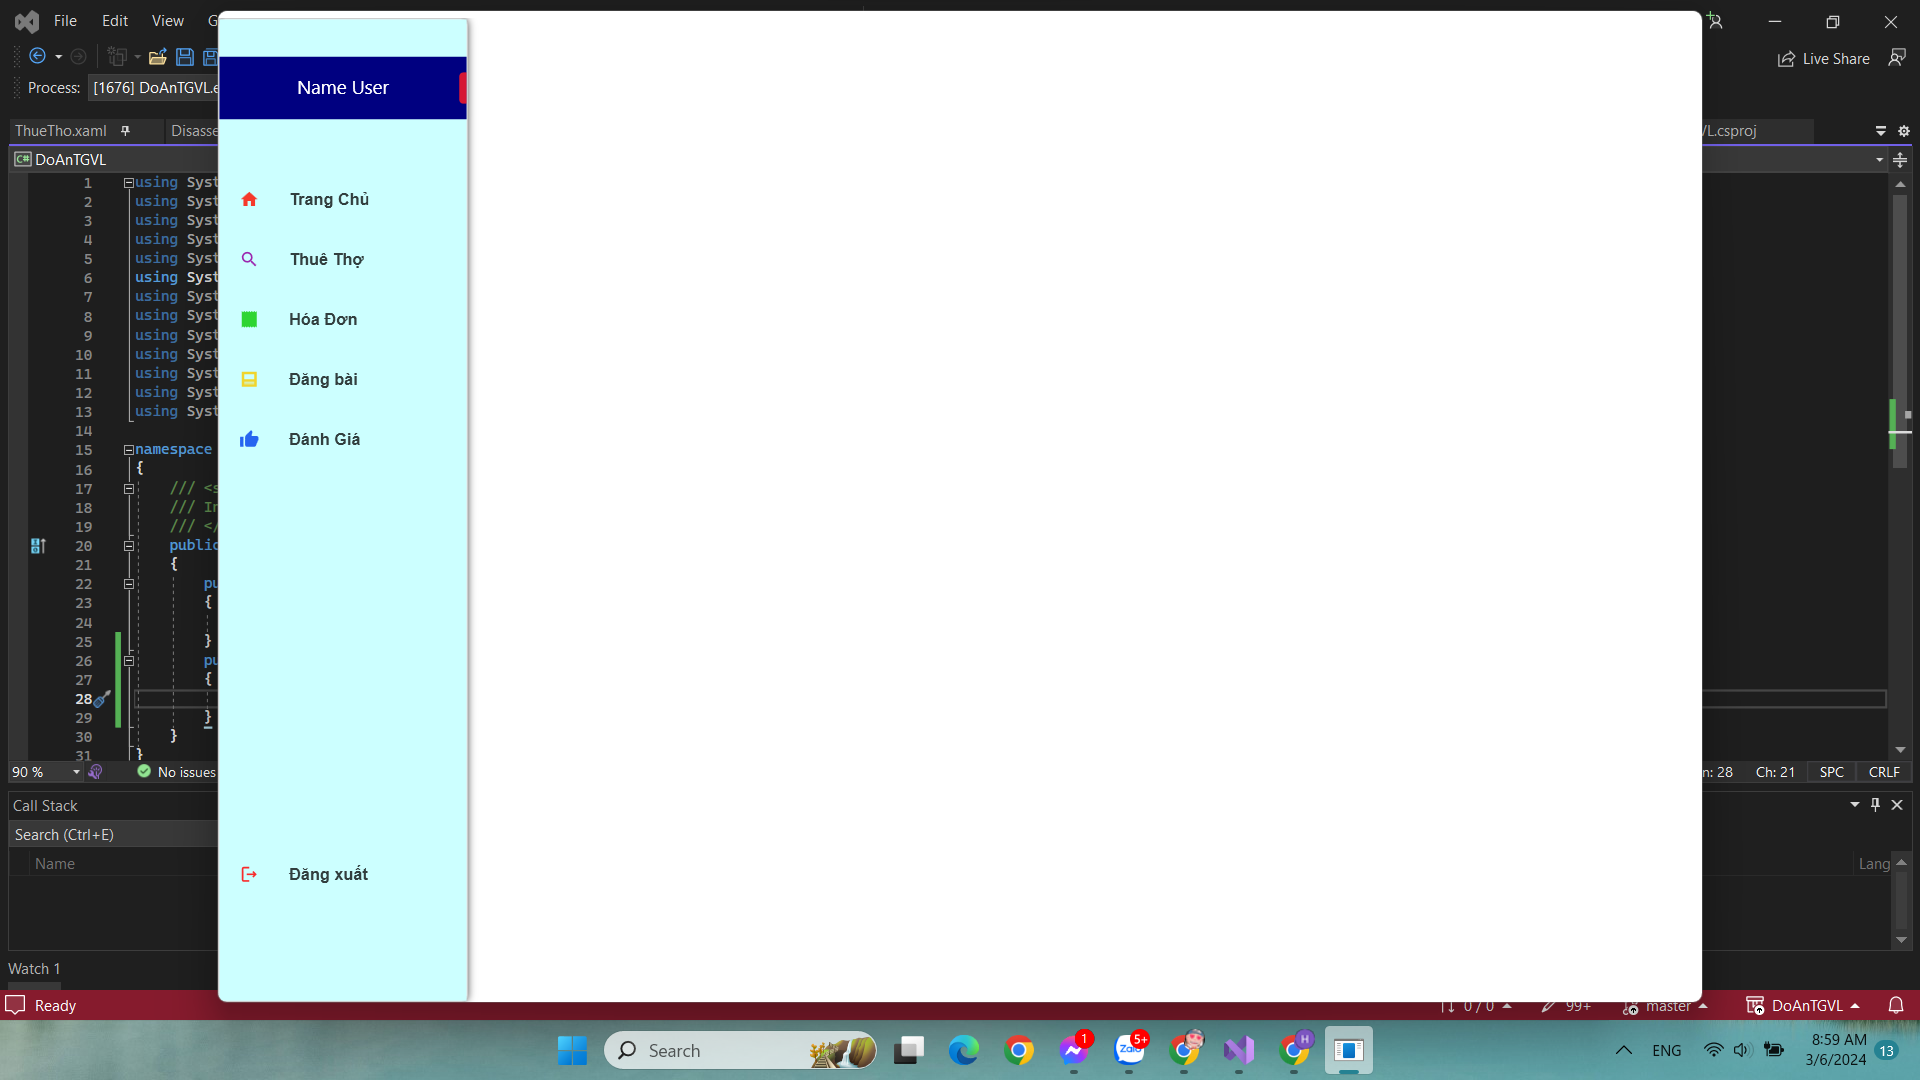 File Edit View G
Process: [1676] DoAnTGVL.e
Live Share
ThueTho.xaml Disasse
VL.csproj
DoAnTGVL
1 using Syst
2 using Syst
3 using Syst
4 using Syst
5 using Syst
6 using Syst
7 using Syst
8 using Syst
9 using Syst
10 using Syst
11 using Syst
12 using Syst
13 using Syst
14
15 namespace
16 {
17 /// <s
18 /// In
19 /// </
20 public
21 {
22 pu
23 {
24
25 }
26 pu
27 {
28
29 }
30 }
31 }
90 % No issues
n: 28 Ch: 21 SPC CRLF
Call Stack
Search (Ctrl+E)
Name
Lang
Watch 1
Ready
0 / 0 99+ master DoAnTGVL
Name User
Trang Chủ
Thuê Thợ
Hóa Đơn
Đăng bài
Đánh Giá
Đăng xuất
Search
1
Zalo 5+
H
ENG
8:59 AM
3/6/2024
13